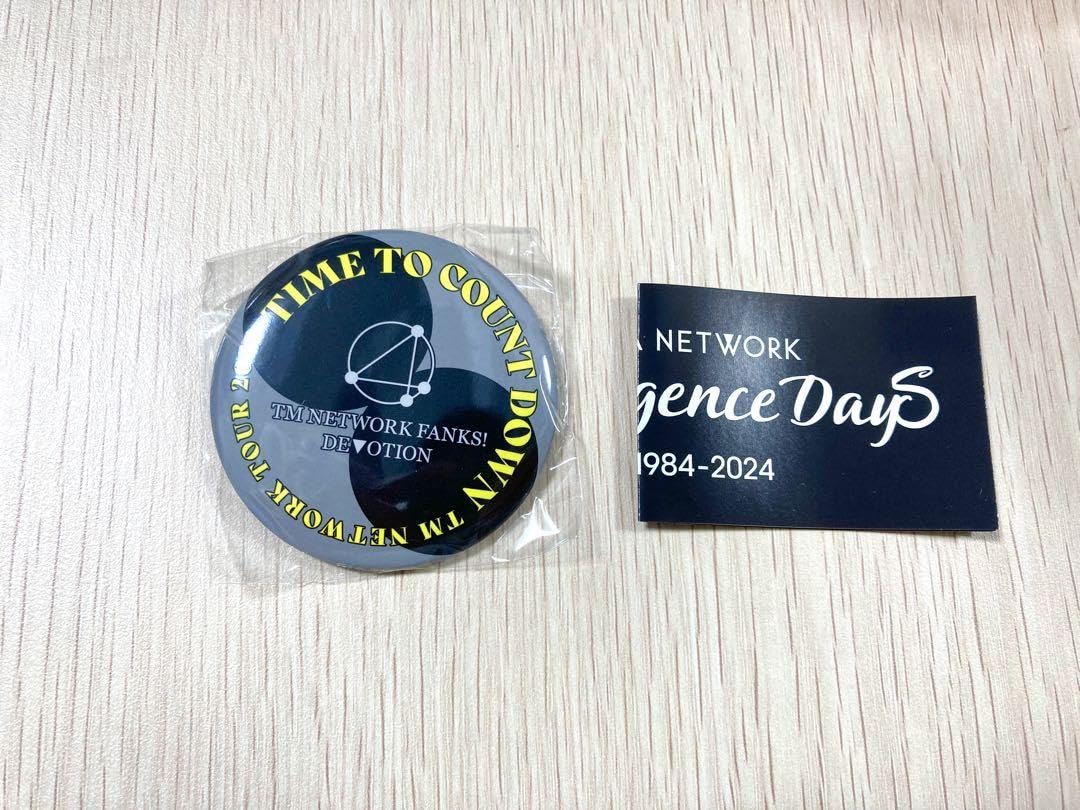 TIME TO COUNT DOWN TM NETWORK TOUR 2
TM NETWORK FANKS!
DE▼OTION
NETWORK
gence DayS
1984-2024